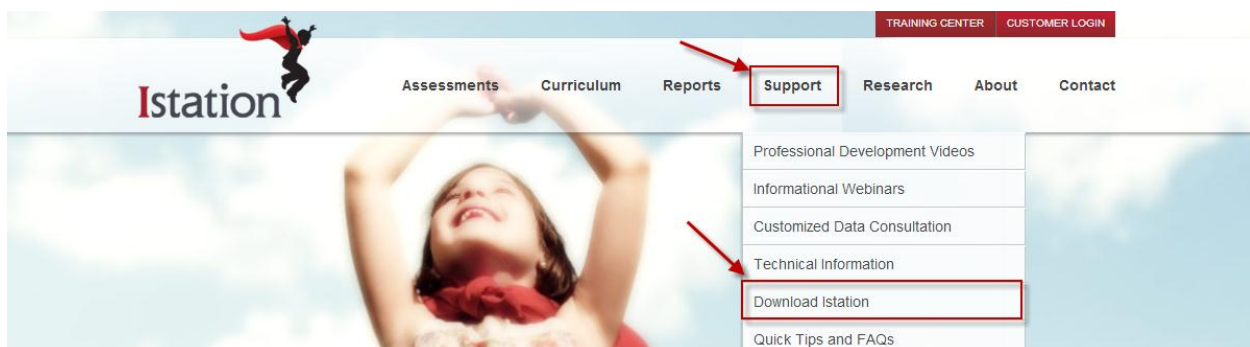 TRAINING CENTER CUSTOMER LOGIN
Istation
Assessments Curriculum Reports Support Research About Contact
Professional Development Videos
Informational Webinars
Customized Data Consultation
Technical Information
Download Istation
Quick Tips and FAQs